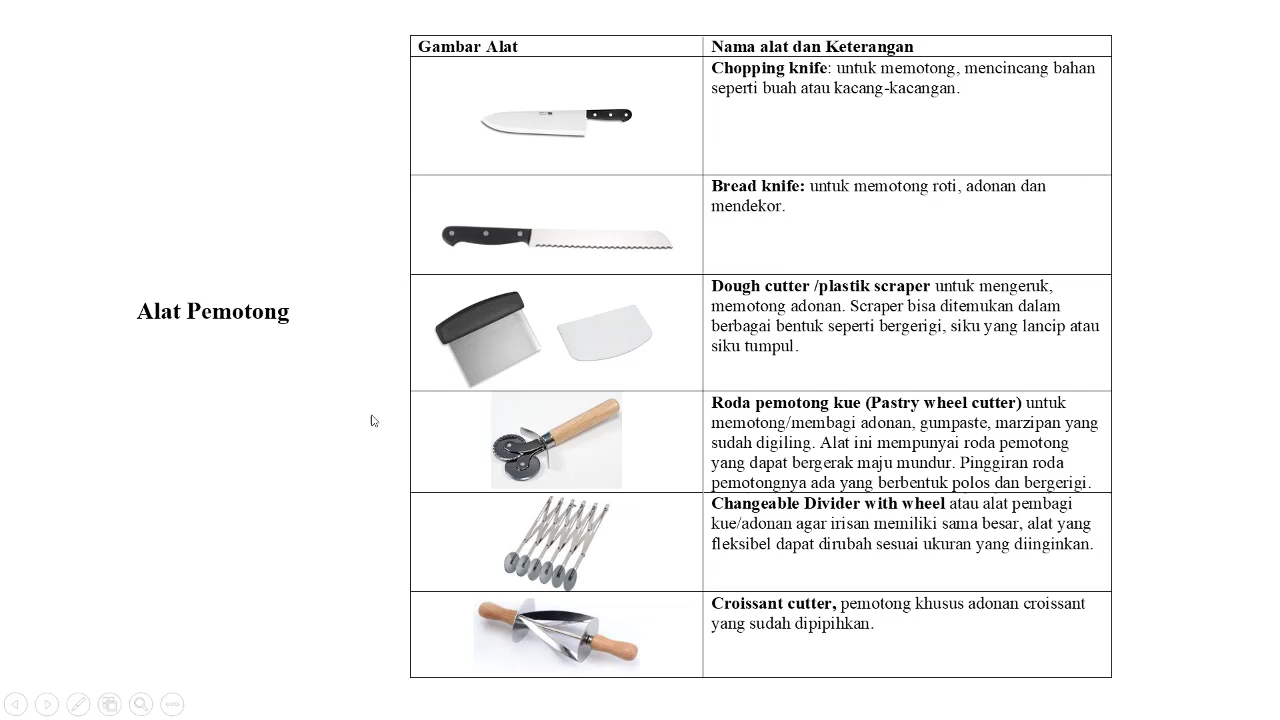 Alat Pemotong
Gambar Alat
Nama alat dan Keterangan
Chopping knife: untuk memotong, mencincang bahan
seperti buah atau kacang-kacangan.
Bread knife: untuk memotong roti, adonan dan
mendekor.
Dough cutter /plastik scraper untuk mengeruk,
memotong adonan. Scraper bisa ditemukan dalam
berbagai bentuk seperti bergerigi, siku yang lancip atau
siku tumpul.
Roda pemotong kue (Pastry wheel cutter) untuk
memotong/membagi adonan, gumpaste, marzipan yang
sudah digiling. Alat ini mempunyai roda pemotong
yang dapat bergerak maju mundur. Pinggiran roda
pemotongnya ada yang berbentuk polos dan bergerigi.
Changeable Divider with wheel atau alat pembagi
kue/adonan agar irisan memiliki sama besar, alat yang
fleksibel dapat dirubah sesuai ukuran yang diinginkan.
Croissant cutter, pemotong khusus adonan croissant
yang sudah dipipihkan.